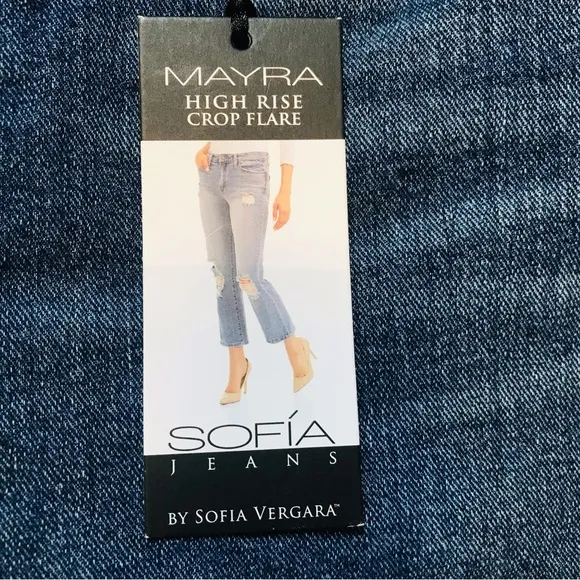 MAYRA
HIGH RISE
CROP FLARE
SOFÍA
JEANS
BY SOFIA VERGARA™